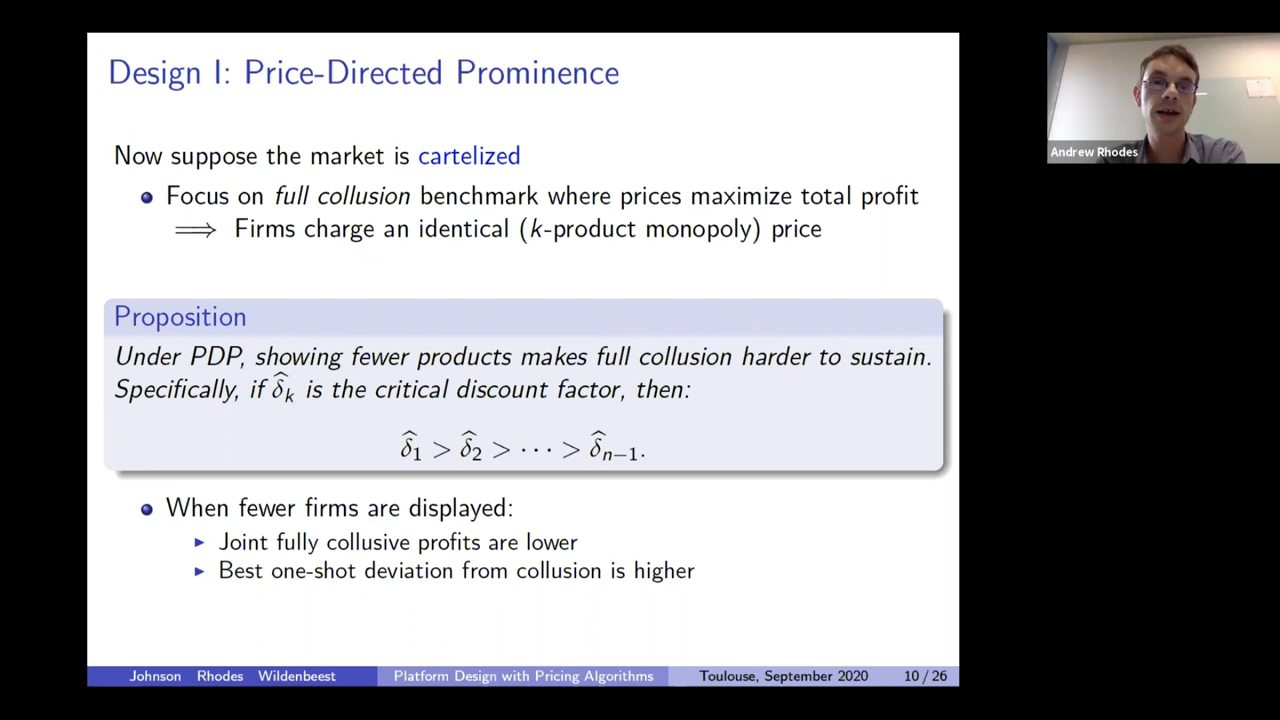 Design I: Price-Directed Prominence
Now suppose the market is cartelized
Focus on full collusion benchmark where prices maximize total profit
⟹ Firms charge an identical (k-product monopoly) price
Proposition
Under PDP, showing fewer products makes full collusion harder to sustain.
Specifically, if δ̂ₖ is the critical discount factor, then:
δ̂₁ > δ̂₂ > ⋯ > δ̂ₙ₋₁.
When fewer firms are displayed:
Joint fully collusive profits are lower
Best one-shot deviation from collusion is higher
Johnson Rhodes Wildenbeest Platform Design with Pricing Algorithms Toulouse, September 2020 10 / 26
Andrew Rhodes